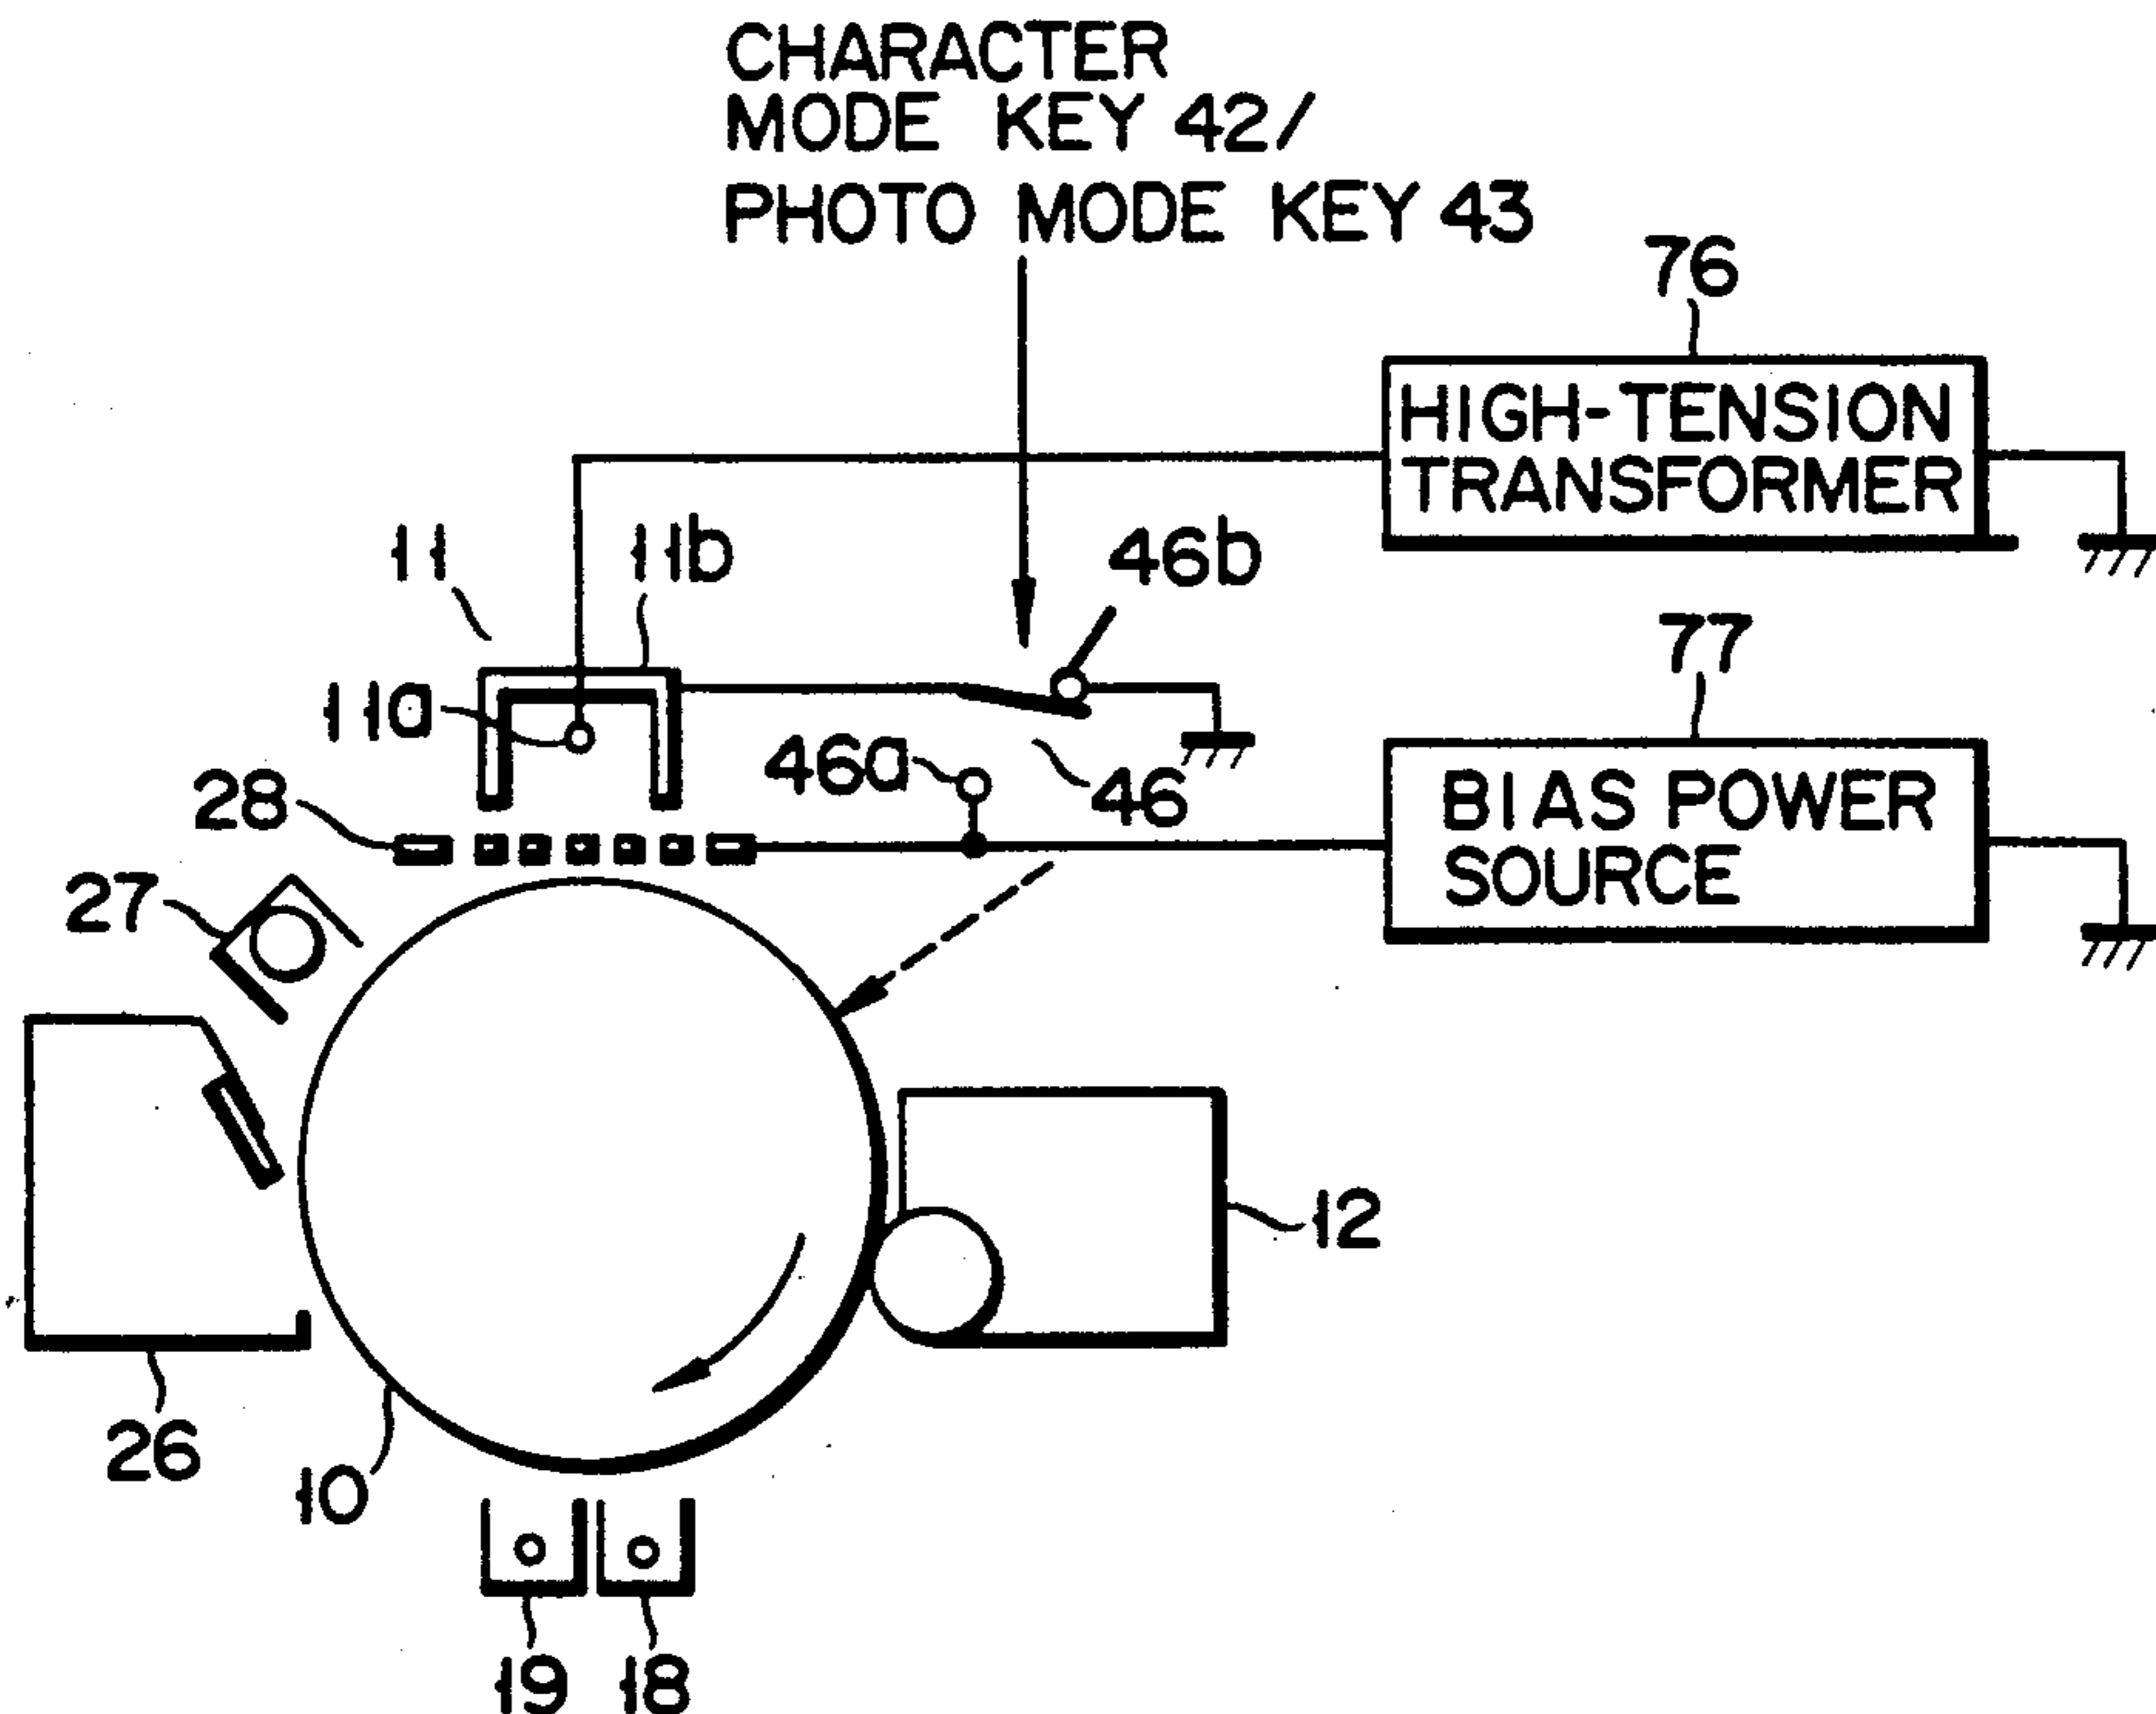 CHARACTER
MODE KEY 42/
PHOTO MODE KEY 43
76
HIGH-TENSION
TRANSFORMER
11
11b
46b
77
11a
46a
46
BIAS POWER
SOURCE
28
27
12
26
10
19
18